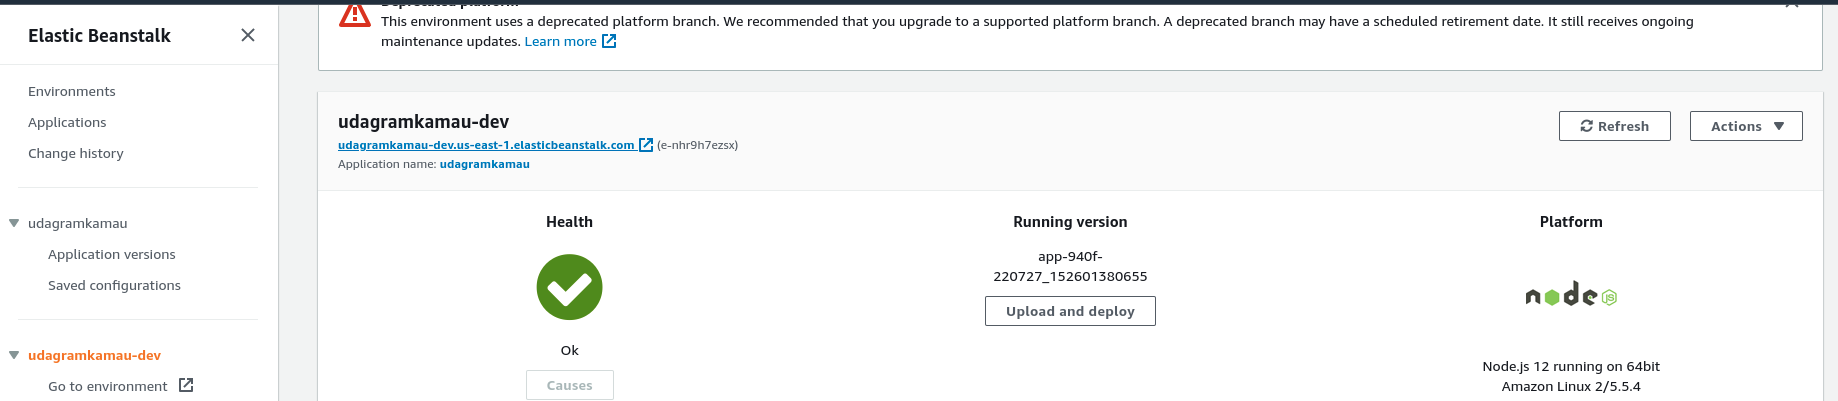 Elastic Beanstalk
Environments
Applications
Change history
udagramkamau
Application versions
Saved configurations
udagramkamau-dev
Go to environment
Deprecated platform
This environment uses a deprecated platform branch. We recommended that you upgrade to a supported platform branch. A deprecated branch may have a scheduled retirement date. It still receives ongoing
maintenance updates. Learn more
udagramkamau-dev
udagramkamau-dev.us-east-1.elasticbeanstalk.com (e-nhr9h7ezsx)
Application name: udagramkamau
Refresh
Actions
Health
Ok
Causes
Running version
app-940f-
220727_152601380655
Upload and deploy
Platform
node JS
Node.js 12 running on 64bit
Amazon Linux 2/5.5.4